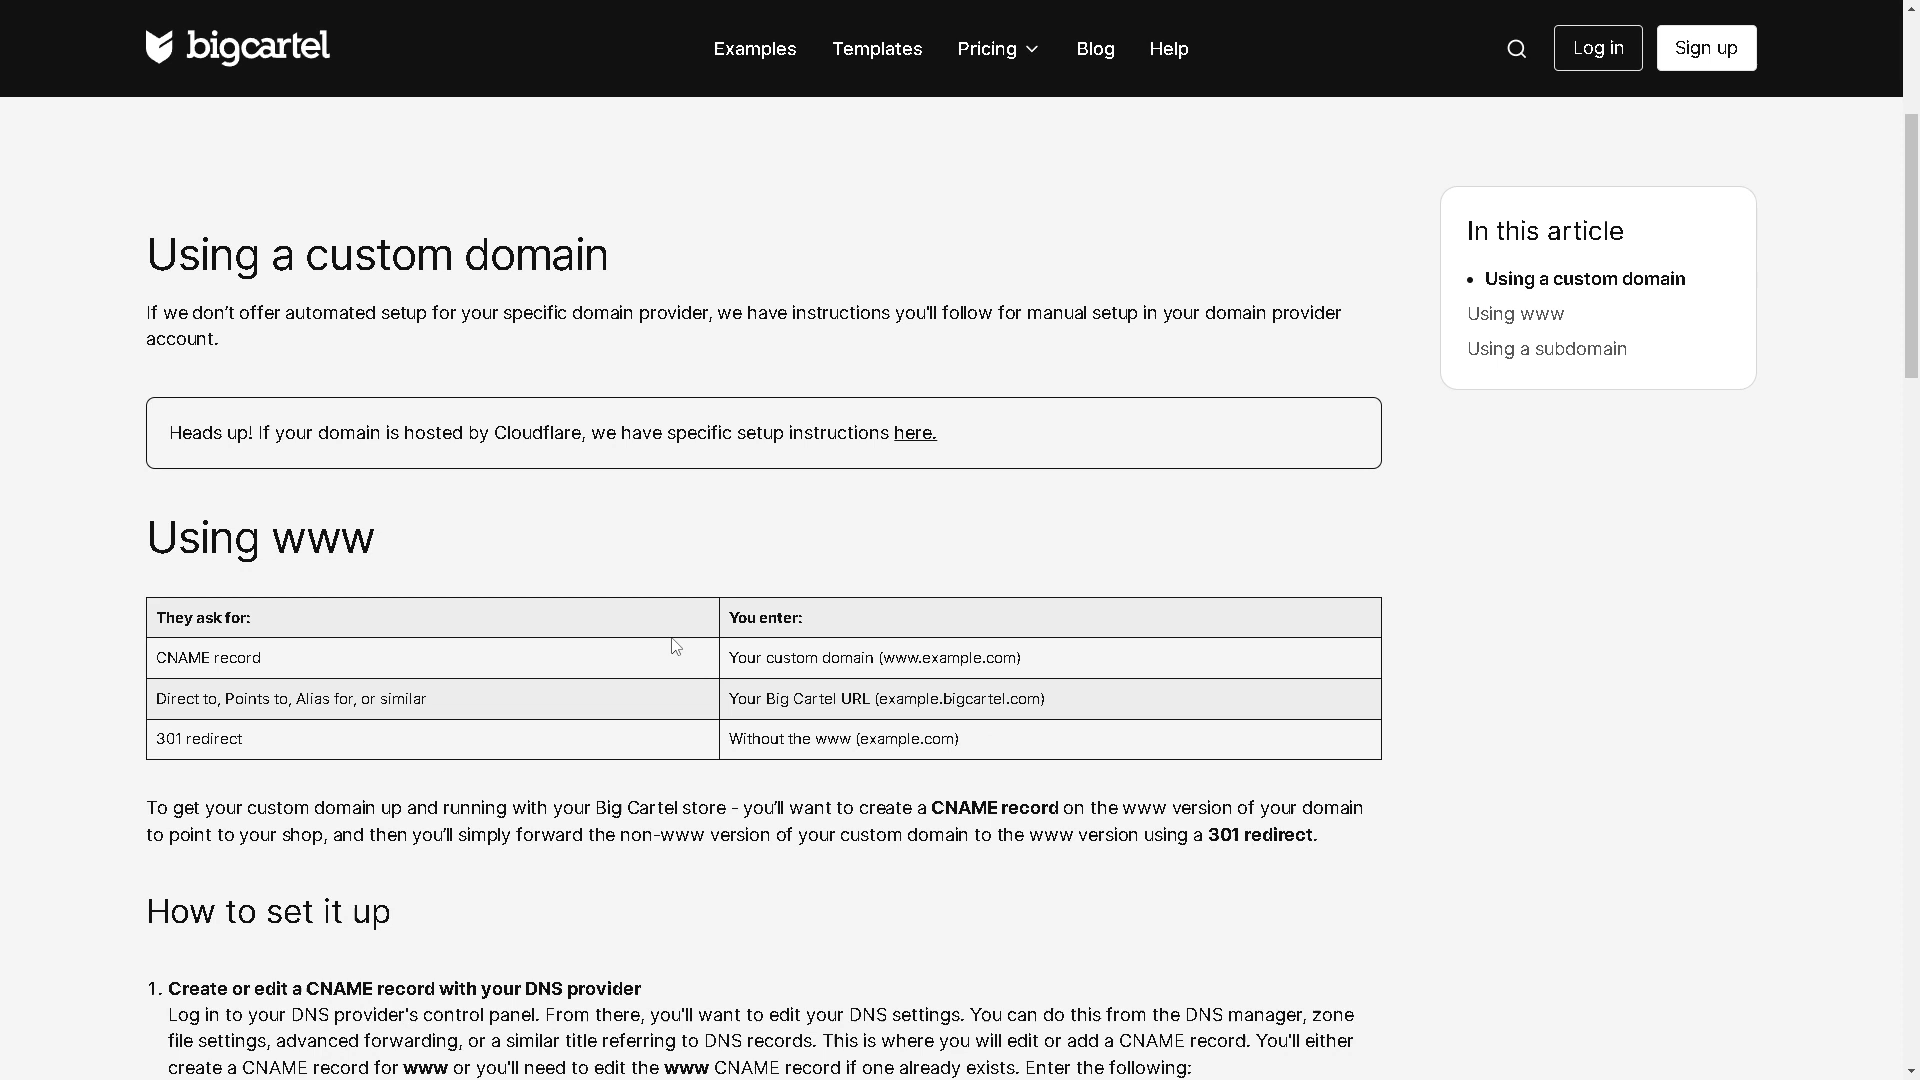 bigcartel
Examples Templates Pricing Blog Help
Log in Sign up
Using a custom domain
If we don’t offer automated setup for your specific domain provider, we have instructions you'll follow for manual setup in your domain provider
account.
Heads up! If your domain is hosted by Cloudflare, we have specific setup instructions here.
Using www
They ask for: You enter:
CNAME record Your custom domain (www.example.com)
Direct to, Points to, Alias for, or similar Your Big Cartel URL (example.bigcartel.com)
301 redirect Without the www (example.com)
To get your custom domain up and running with your Big Cartel store - you’ll want to create a CNAME record on the www version of your domain
to point to your shop, and then you’ll simply forward the non-www version of your custom domain to the www version using a 301 redirect.
How to set it up
1. Create or edit a CNAME record with your DNS provider
Log in to your DNS provider's control panel. From there, you'll want to edit your DNS settings. You can do this from the DNS manager, zone
file settings, advanced forwarding, or a similar title referring to DNS records. This is where you will edit or add a CNAME record. You'll either
create a CNAME record for www or you'll need to edit the www CNAME record if one already exists. Enter the following:
In this article
• Using a custom domain
Using www
Using a subdomain